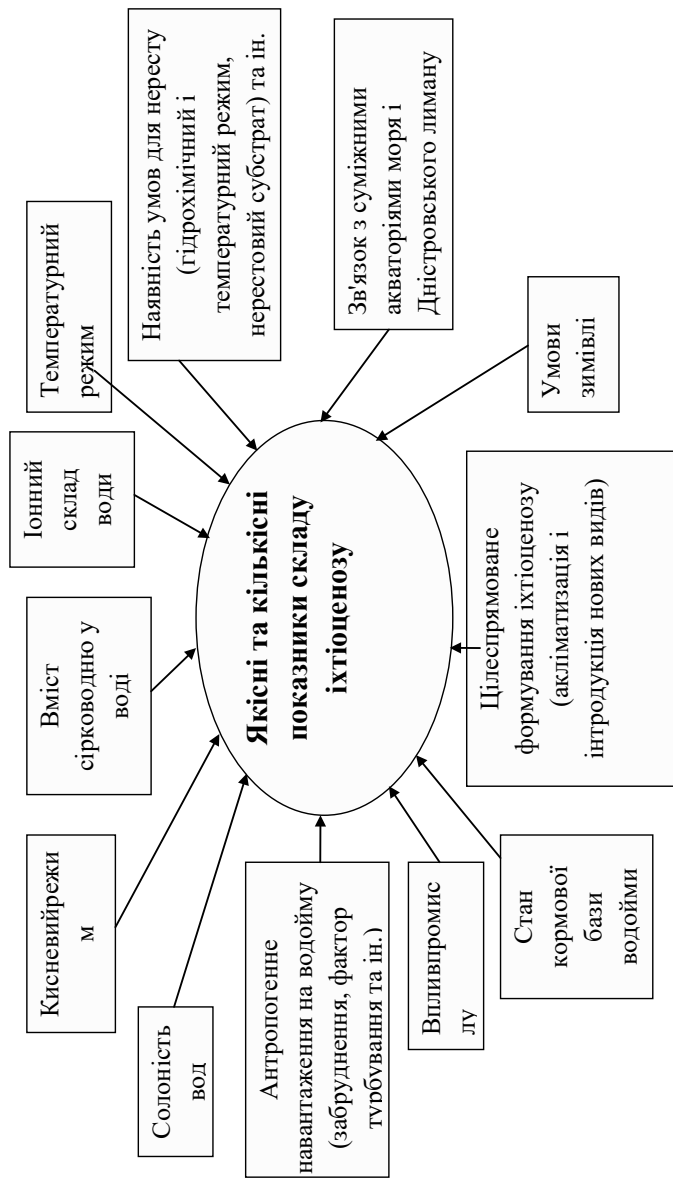 Кисневийрежи
м
Вміст
сірководню у
воді
Іонний
склад
води
Температурний
режим
Наявність умов для нересту
(гідрохімічний і
температурний режим,
нерестовий субстрат) та ін.
Солоність
вод
Якісні та кількісні
показники складу
іхтіоценозу
Зв'язок з суміжними
акваторіями моря і
Дністровського лиману
Антропогенне
навантаження на водойму
(забруднення, фактор
турбування та ін.)
Впливпромис
лу
Стан
кормової
бази
водойми
Цілеспрямоване
формування іхтіоценозу
(акліматизація і
інтродукція нових видів)
Умови
зимівлі